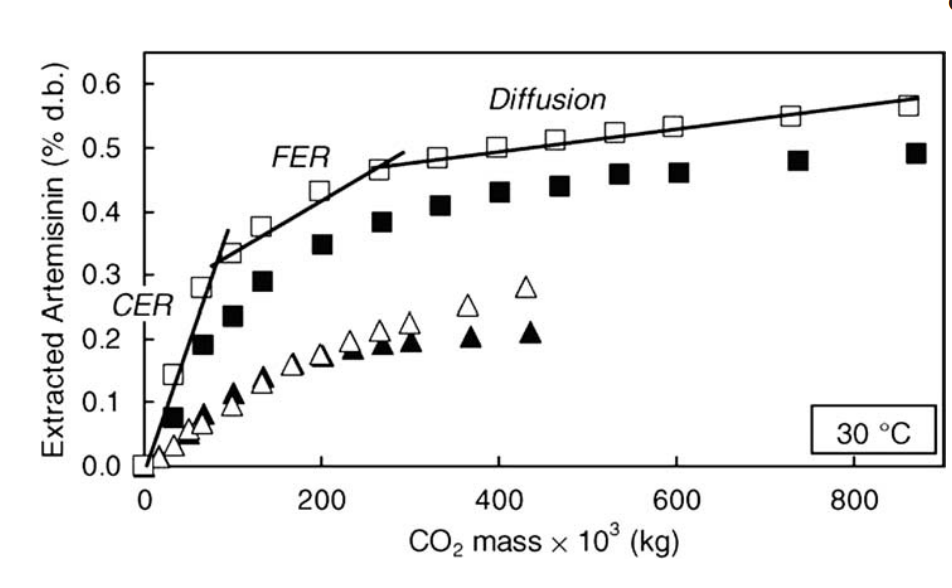 Extracted Artemisinin (% d.b.)
0.6
0.5
0.4
0.3
0.2
0.1
0.0
Diffusion
FER
CER
30 °C
0
200
400
600
800
CO₂ mass × 10³ (kg)